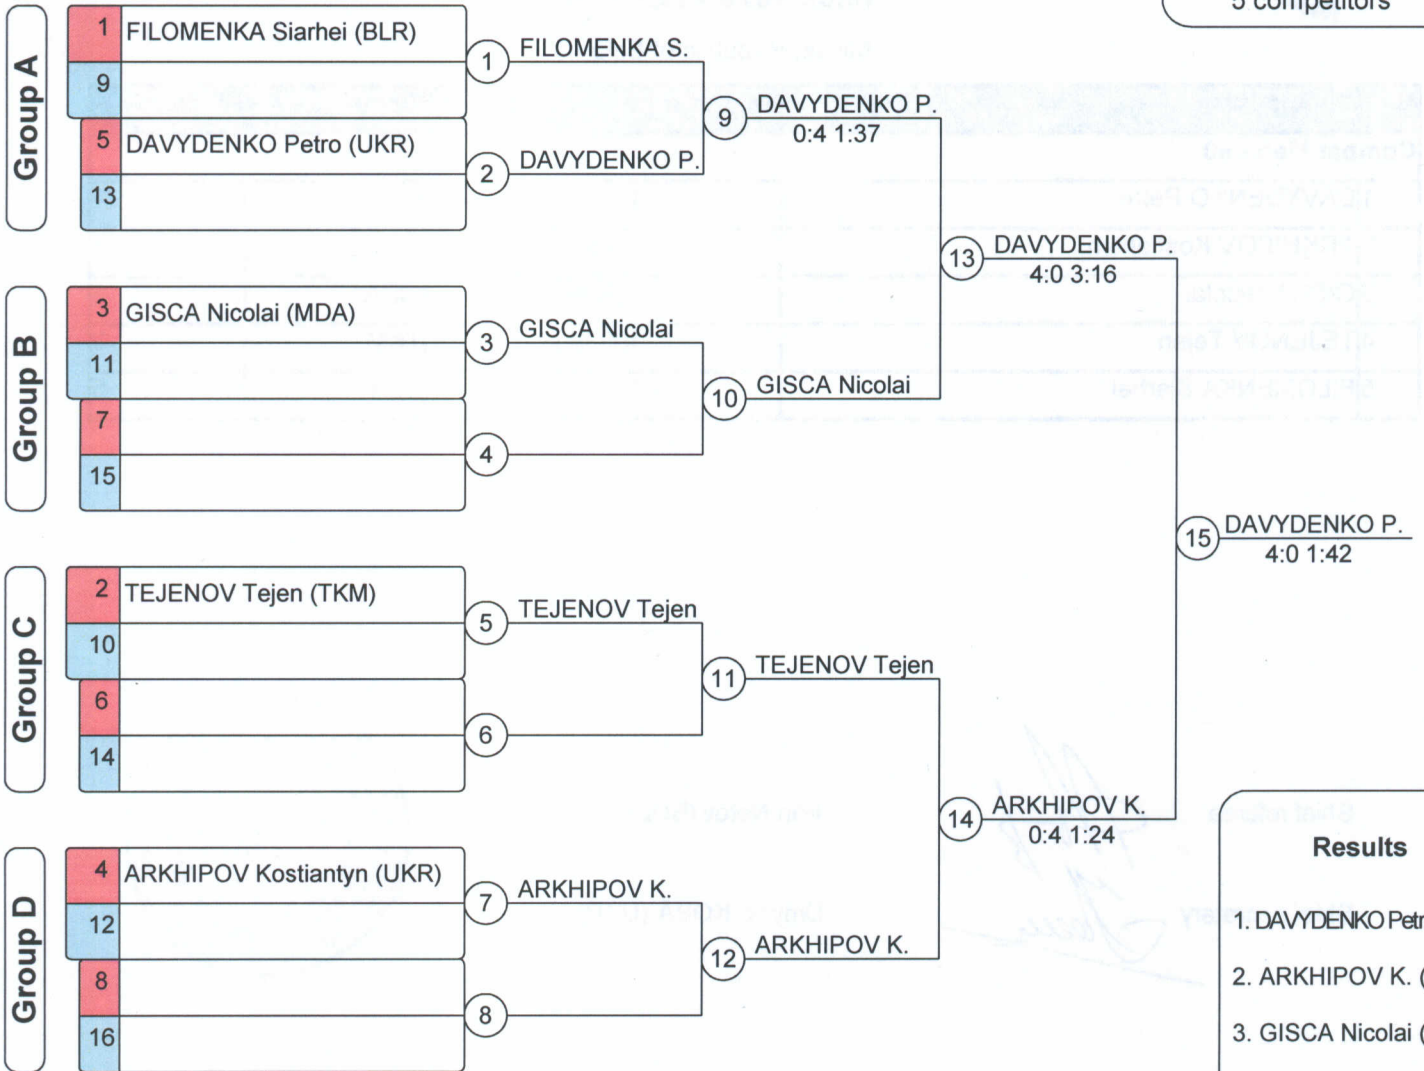 5 competitors
Group A
1 FILOMENKA Siarhei (BLR)
9
5 DAVYDENKO Petro (UKR)
13
1 FILOMENKA S.
2 DAVYDENKO P.
9 DAVYDENKO P.
0:4 1:37
Group B
3 GISCA Nicolai (MDA)
11
7
15
3 GISCA Nicolai
4
10 GISCA Nicolai
13 DAVYDENKO P.
4:0 3:16
Group C
2 TEJENOV Tejen (TKM)
10
6
14
5 TEJENOV Tejen
6
11 TEJENOV Tejen
15 DAVYDENKO P.
4:0 1:42
Group D
4 ARKHIPOV Kostiantyn (UKR)
12
8
16
7 ARKHIPOV K.
8
12 ARKHIPOV K.
14 ARKHIPOV K.
0:4 1:24
Results
1. DAVYDENKO Petr
2. ARKHIPOV K. (
3. GISCA Nicolai (